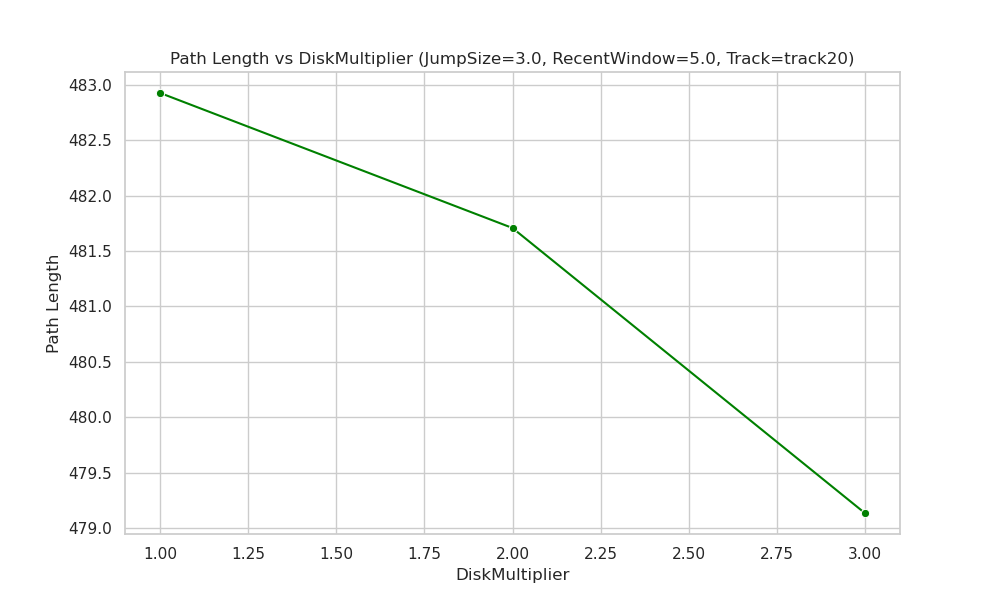 Path Length vs DiskMultiplier (JumpSize=3.0, RecentWindow=5.0, Track=track20)
483.0
482.5
482.0
481.5
481.0
480.5
480.0
479.5
479.0
Path Length
1.00 1.25 1.50 1.75 2.00 2.25 2.50 2.75 3.00
DiskMultiplier